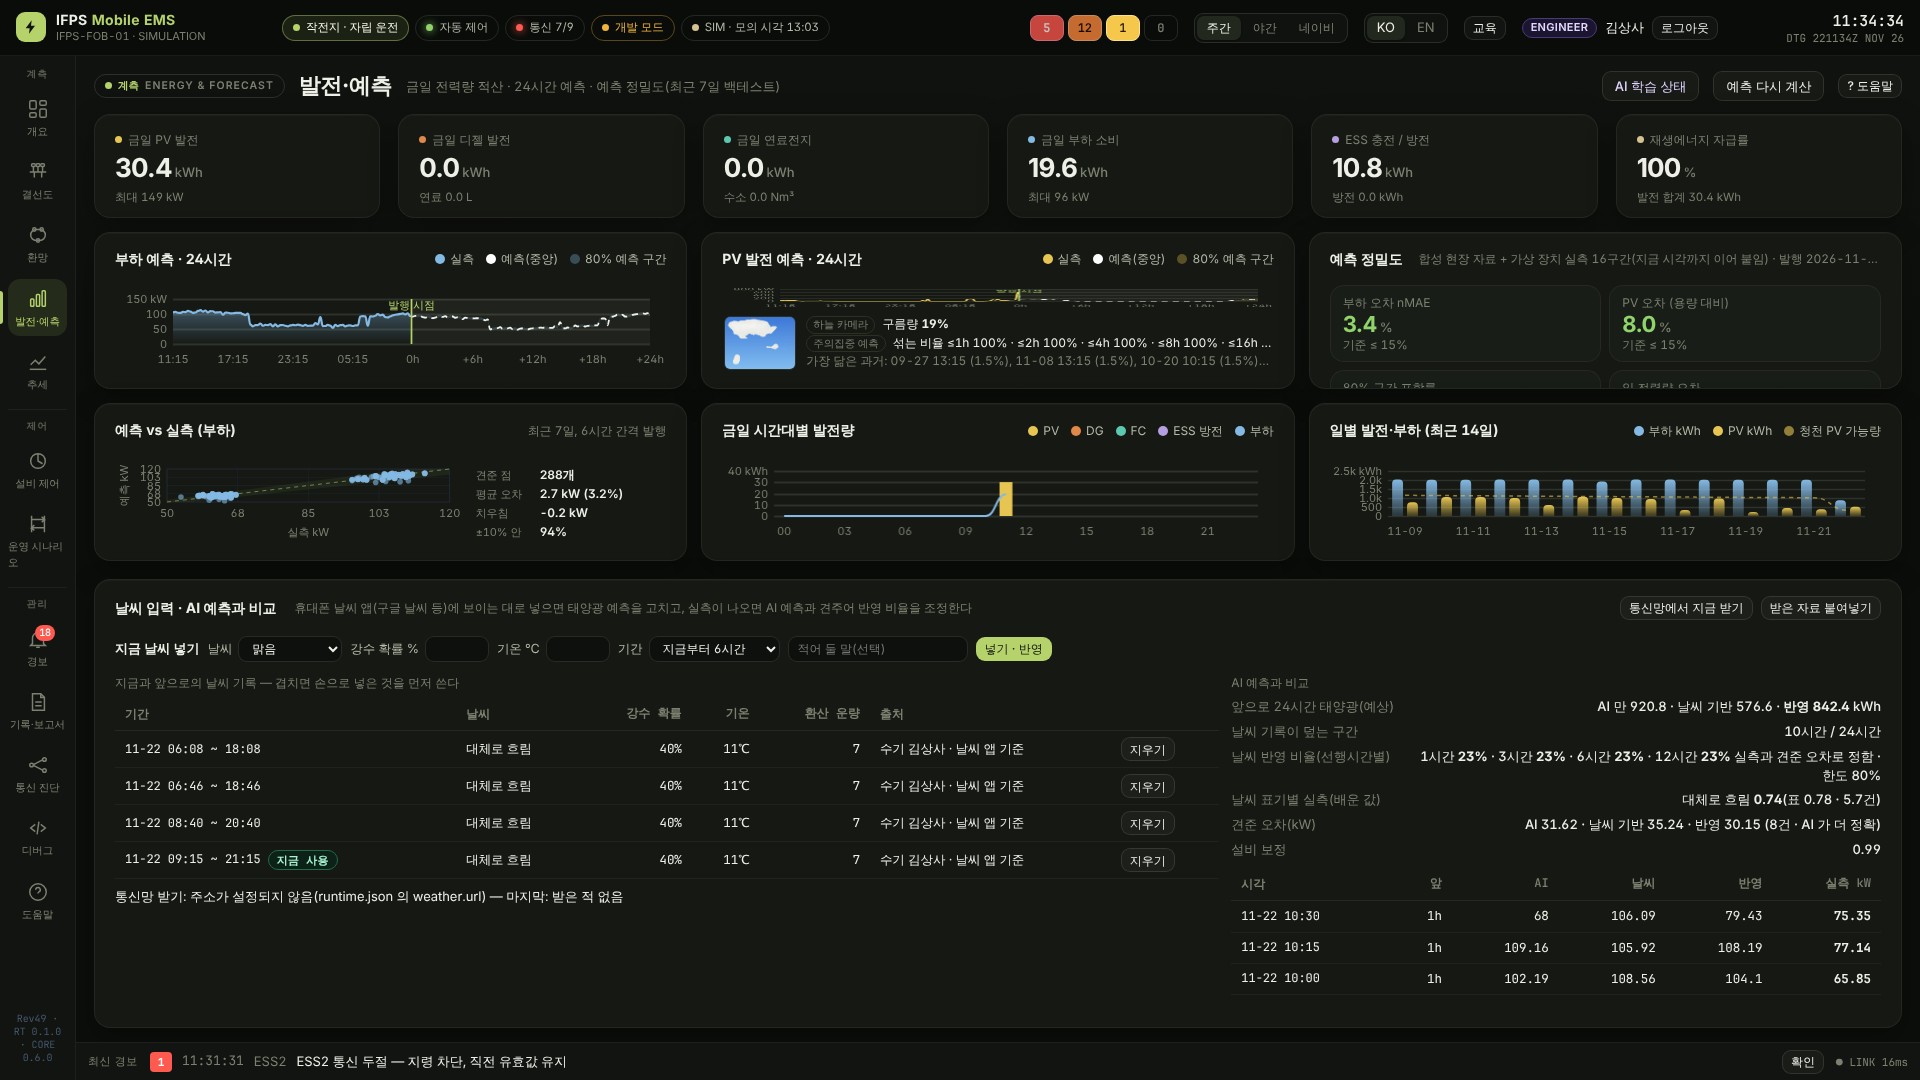 IFPS Mobile EMS
IFPS-FOB-01 · SIMULATION
작전지 · 자립 운전
자동 제어
통신 7/9
개발 모드
SIM · 모의 시각 13:03
5 12 1 0
주간 야간 네이비
KO EN
교육
ENGINEER 김상사 로그아웃
11:34:34
DTG 221134Z NOV 26
계측
개요
결선도
환망
발전·예측
추세
제어
설비 제어
운영 시나리오
관리
18
경보
기록·보고서
통신 진단
디버그
도움말
Rev49 · RT 0.1.0 · CORE 0.6.0
계측 ENERGY & FORECAST
발전·예측
금일 전력량 적산 · 24시간 예측 · 예측 정밀도(최근 7일 백테스트)
AI 학습 상태
예측 다시 계산
? 도움말
금일 PV 발전
30.4 kWh
최대 149 kW
금일 디젤 발전
0.0 kWh
연료 0.0 L
금일 연료전지
0.0 kWh
수소 0.0 Nm³
금일 부하 소비
19.6 kWh
최대 96 kW
ESS 충전 / 방전
10.8 kWh
방전 0.0 kWh
재생에너지 자급률
100 %
발전 합계 30.4 kWh
부하 예측 · 24시간
실측 예측(중앙) 80% 예측 구간
150 kW
100
50
0
발행 시점
11:15 17:15 23:15 05:15 0h +6h +12h +18h +24h
PV 발전 예측 · 24시간
실측 예측(중앙) 80% 예측 구간
하늘 카메라 구름량 19%
주의집중 예측 섞는 비율 ≤1h 100% · ≤2h 100% · ≤4h 100% · ≤8h 100% · ≤16h ...
가장 닮은 과거: 09-27 13:15 (1.5%), 11-08 13:15 (1.5%), 10-20 10:15 (1.5%)...
예측 정밀도
합성 현장 자료 + 가상 장치 실측 16구간(지금 시각까지 이어 붙임) · 발행 2026-11-...
부하 오차 nMAE
3.4 %
기준 ≤ 15%
PV 오차 (용량 대비)
8.0 %
기준 ≤ 15%
예측 vs 실측 (부하)
최근 7일, 6시간 간격 발행
예측 kW
120
103
85
68
50
50 68 85 103 120
실측 kW
견준 점 288개
평균 오차 2.7 kW (3.2%)
치우침 -0.2 kW
±10% 안 94%
금일 시간대별 발전량
PV DG FC ESS 방전 부하
40 kWh
30
20
10
0
00 03 06 09 12 15 18 21
일별 발전·부하 (최근 14일)
부하 kWh PV kWh 청천 PV 가능량
2.5k kWh
2.0k
1.5k
1.0k
500
0
11-09 11-11 11-13 11-15 11-17 11-19 11-21
날씨 입력 · AI 예측과 비교
휴대폰 날씨 앱(구글 날씨 등)에 보이는 대로 넣으면 태양광 예측을 고치고, 실측이 나오면 AI 예측과 견주어 반영 비율을 조정한다
통신망에서 지금 받기
받은 자료 붙여넣기
지금 날씨 넣기 날씨 맑음 강수 확률 % 기온 °C 기간 지금부터 6시간 적어 둘 말(선택) 넣기 · 반영
지금과 앞으로의 날씨 기록 — 겹치면 손으로 넣은 것을 먼저 쓴다
기간 날씨 강수 확률 기온 환산 운량 출처
11-22 06:08 ~ 18:08 대체로 흐림 40% 11℃ 7 수기 김상사 · 날씨 앱 기준 지우기
11-22 06:46 ~ 18:46 대체로 흐림 40% 11℃ 7 수기 김상사 · 날씨 앱 기준 지우기
11-22 08:40 ~ 20:40 대체로 흐림 40% 11℃ 7 수기 김상사 · 날씨 앱 기준 지우기
11-22 09:15 ~ 21:15 지금 사용 대체로 흐림 40% 11℃ 7 수기 김상사 · 날씨 앱 기준 지우기
통신망 받기: 주소가 설정되지 않음(runtime.json 의 weather.url) — 마지막: 받은 적 없음
AI 예측과 비교
앞으로 24시간 태양광(예상) AI 만 920.8 · 날씨 기반 576.6 · 반영 842.4 kWh
날씨 기록이 덮는 구간 10시간 / 24시간
날씨 반영 비율(선행시간별) 1시간 23% · 3시간 23% · 6시간 23% · 12시간 23% 실측과 견준 오차로 정함 ·
한도 80%
날씨 표기별 실측(배운 값) 대체로 흐림 0.74(표 0.78 · 5.7건)
견준 오차(kW) AI 31.62 · 날씨 기반 35.24 · 반영 30.15 (8건 · AI 가 더 정확)
설비 보정 0.99
시각 앞 AI 날씨 반영 실측 kW
11-22 10:30 1h 68 106.09 79.43 75.35
11-22 10:15 1h 109.16 105.92 108.19 77.14
11-22 10:00 1h 102.19 108.56 104.1 65.85
최신 경보 1 11:31:31 ESS2 ESS2 통신 두절 — 지령 차단, 직전 유효값 유지
확인
LINK 16ms